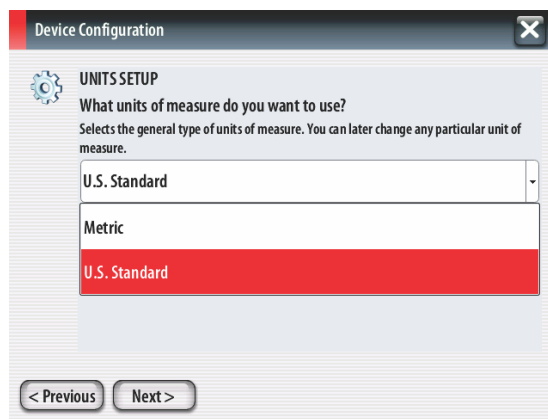 Device Configuration
UNITS SETUP
What units of measure do you want to use?
Selects the general type of units of measure. You can later change any particular unit of
measure.
U.S. Standard
Metric
U.S. Standard
< Previous Next >